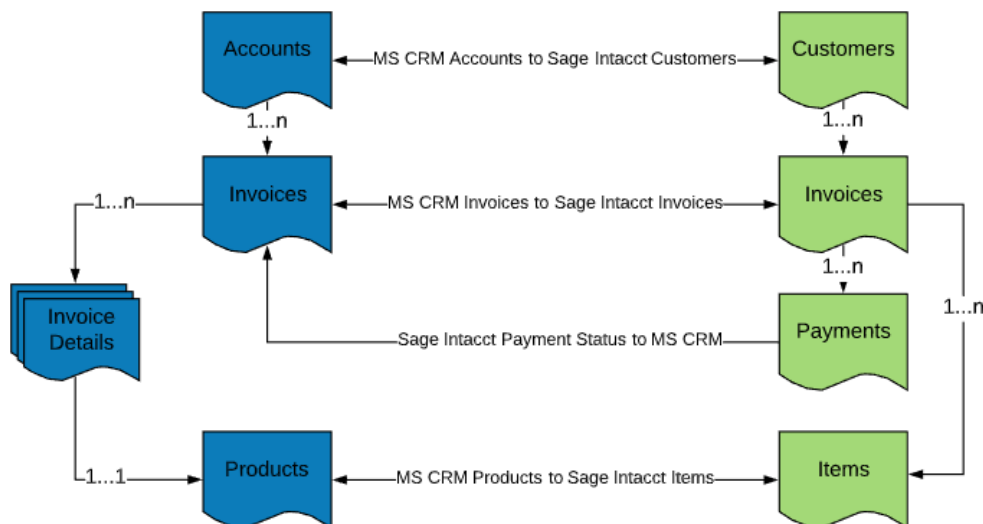 Accounts
MS CRM Accounts to Sage Intacct Customers
Customers
1...n
1...n
Invoices
MS CRM Invoices to Sage Intacct Invoices
Invoices
1...n
1...n
1...n
Invoice
Details
Sage Intacct Payment Status to MS CRM
Payments
Products
MS CRM Products to Sage Intacct Items
Items
1...1